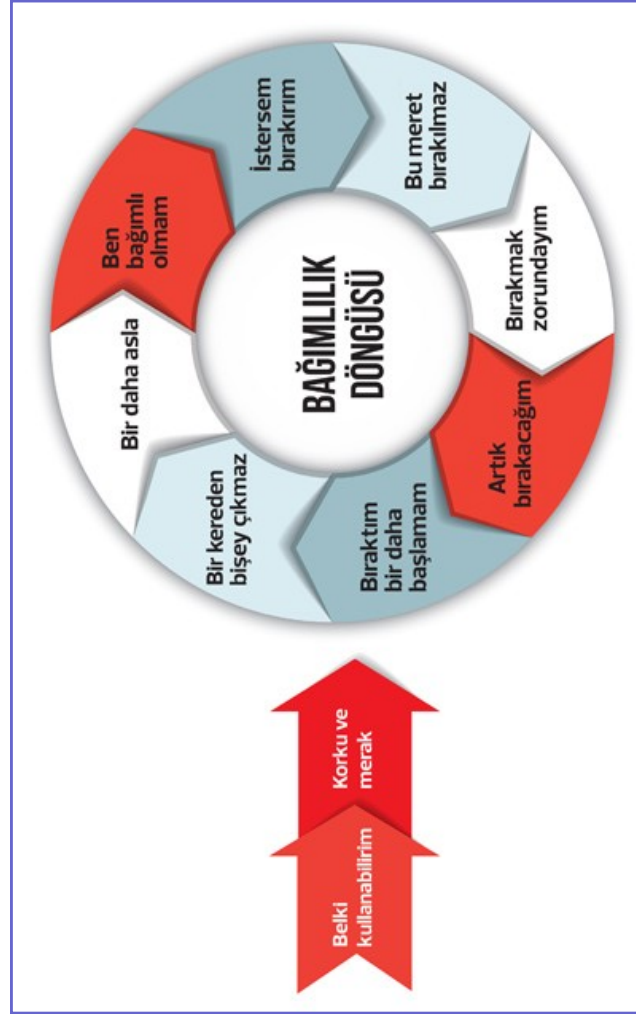 Belki
kullanabilirim
Korku ve
merak
BAĞIMLILIK
DÖNGÜSÜ
Bir kereden
bişey çıkmaz
Bir daha asla
Ben
bağımlı
olmam
İstersem
bırakırım
Bu meret
bırakılmaz
Bırakmak
zorundayım
Artık
bırakacağım
Bıraktım
bir daha
başlamam